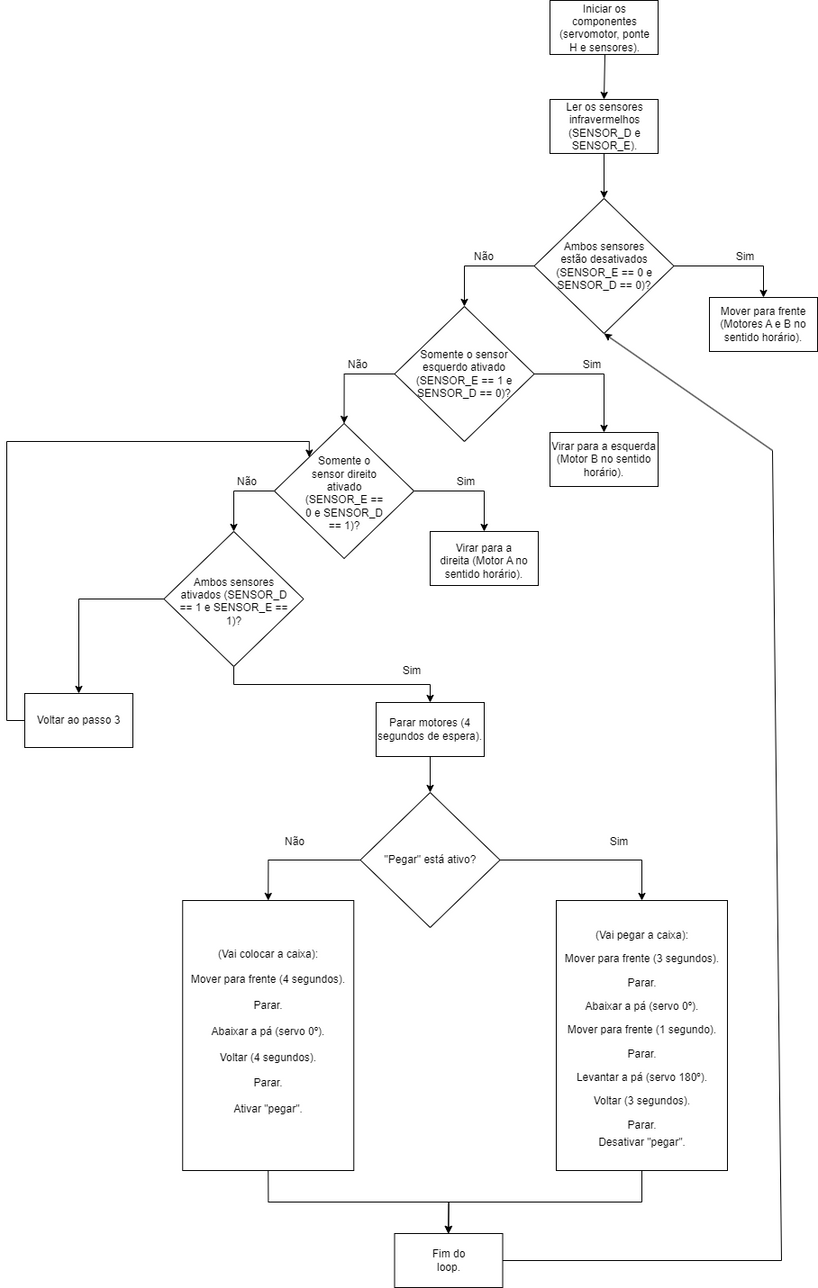 Iniciar os
componentes
(servomotor, ponte
H e sensores).
Ler os sensores
infravermelhos
(SENSOR_D e
SENSOR_E).
Ambos sensores
estão desativados
(SENSOR_E == 0 e
SENSOR_D == 0)?
Não
Sim
Mover para frente
(Motores A e B no
sentido horário).
Somente o sensor
esquerdo ativado
(SENSOR_E == 1 e
SENSOR_D == 0)?
Não
Sim
Virar para a esquerda
(Motor B no sentido
horário).
Somente o
sensor direito
ativado
(SENSOR_E ==
0 e SENSOR_D
== 1)?
Não
Sim
Virar para a
direita (Motor A no
sentido horário).
Ambos sensores
ativados (SENSOR_D
== 1 e SENSOR_E ==
1)?
Sim
Voltar ao passo 3
Parar motores (4
segundos de espera).
"Pegar" está ativo?
Não
Sim
(Vai colocar a caixa):
Mover para frente (4 segundos).
Parar.
Abaixar a pá (servo 0º).
Voltar (4 segundos).
Parar.
Ativar "pegar".
(Vai pegar a caixa):
Mover para frente (3 segundos).
Parar.
Abaixar a pá (servo 0º).
Mover para frente (1 segundo).
Parar.
Levantar a pá (servo 180º).
Voltar (3 segundos).
Parar.
Desativar "pegar".
Fim do
loop.